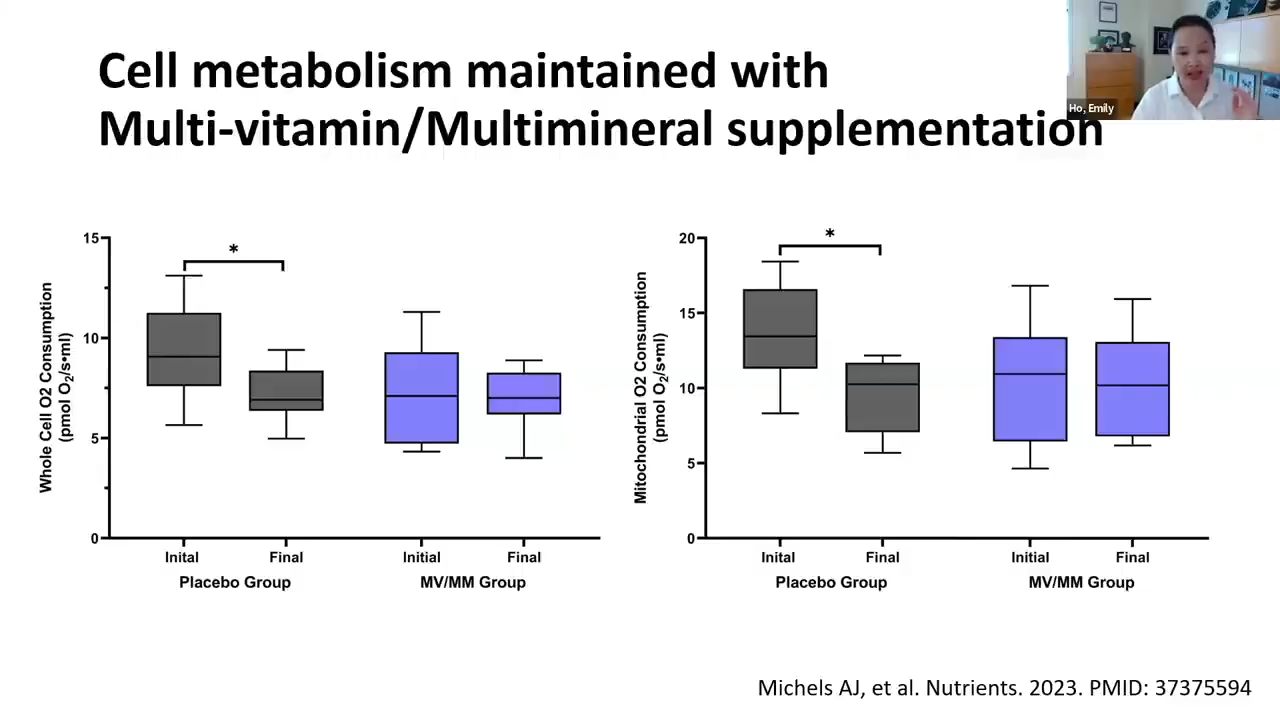 Cell metabolism maintained with
Multi-vitamin/Multimineral supplementation
Ho, Emily
Whole Cell O2 Consumption
(pmol O2/s•ml)
15
10
5
0
*
Inital
Final
Initial
Final
Placebo Group
MV/MM Group
Mitochondrial O2 Consumption
(pmol O2/s•ml)
20
15
10
5
0
*
Inital
Final
Initial
Final
Placebo Group
MV/MM Group
Michels AJ, et al. Nutrients. 2023. PMID: 37375594